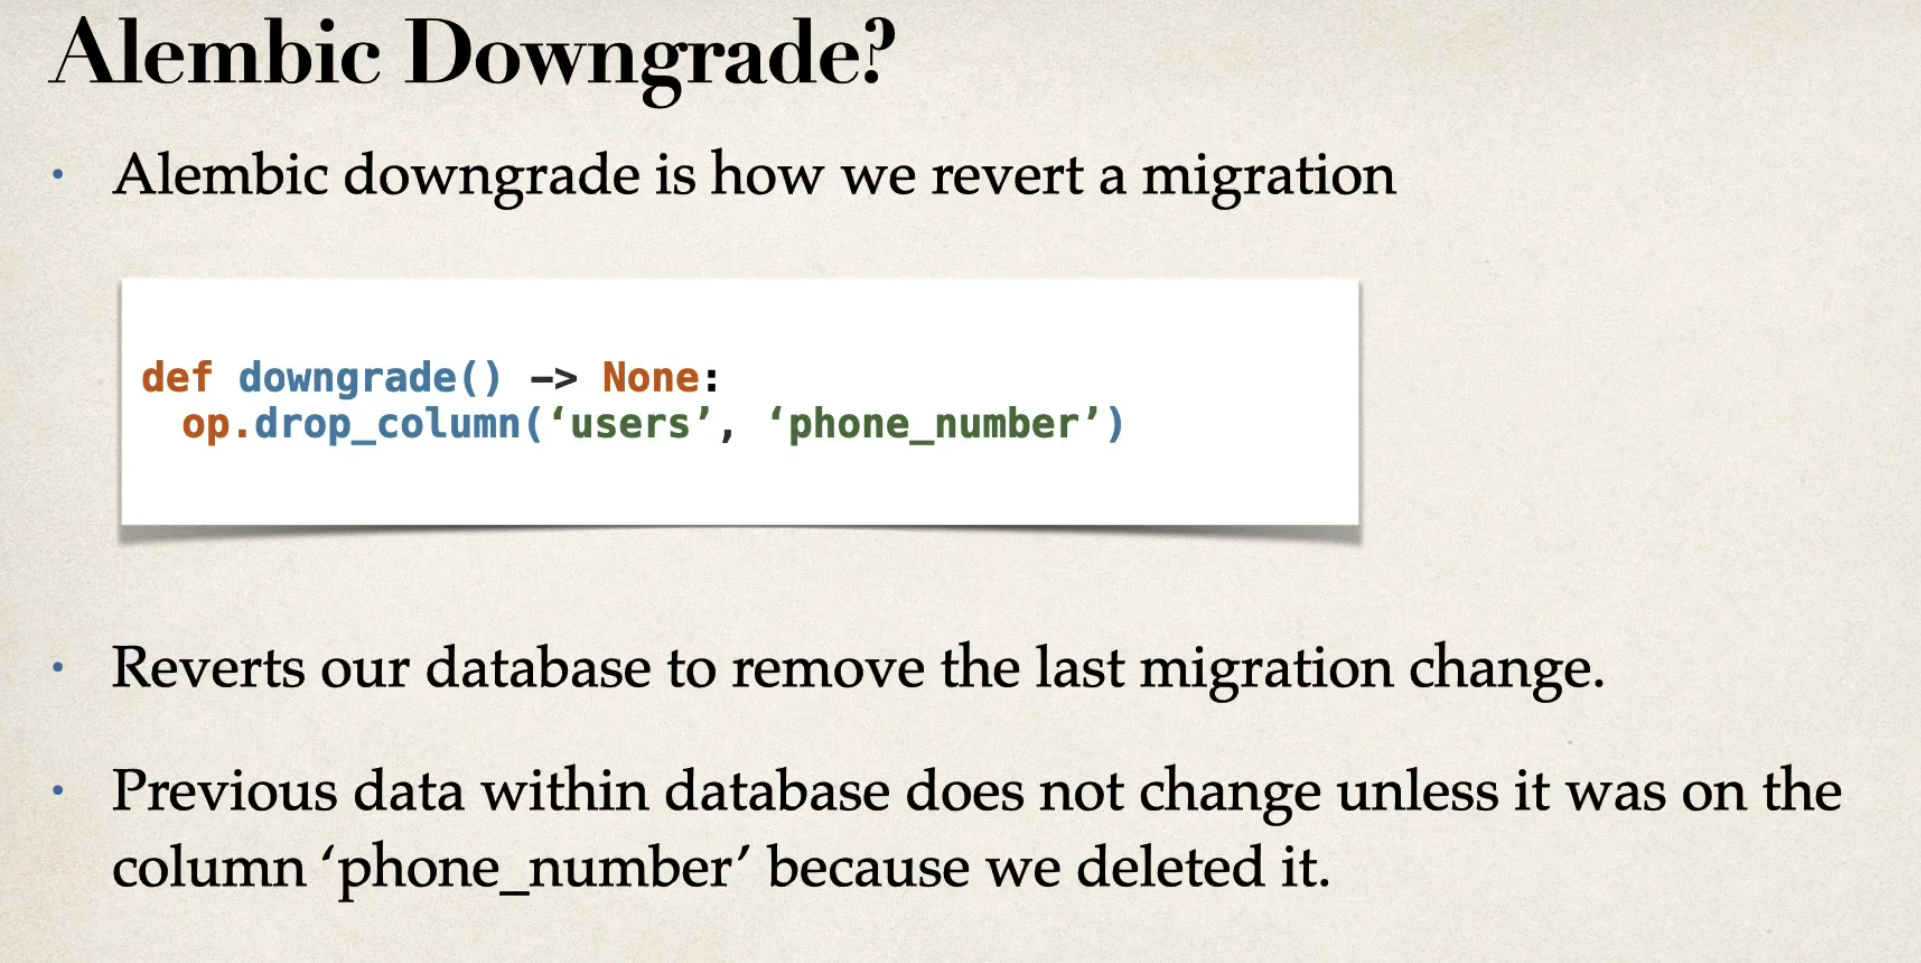 Alembic Downgrade?
• Alembic downgrade is how we revert a migration
def downgrade() –> None:
  op.drop_column(‘users’, ‘phone_number’)
• Reverts our database to remove the last migration change.
• Previous data within database does not change unless it was on the
column ‘phone_number’ because we deleted it.